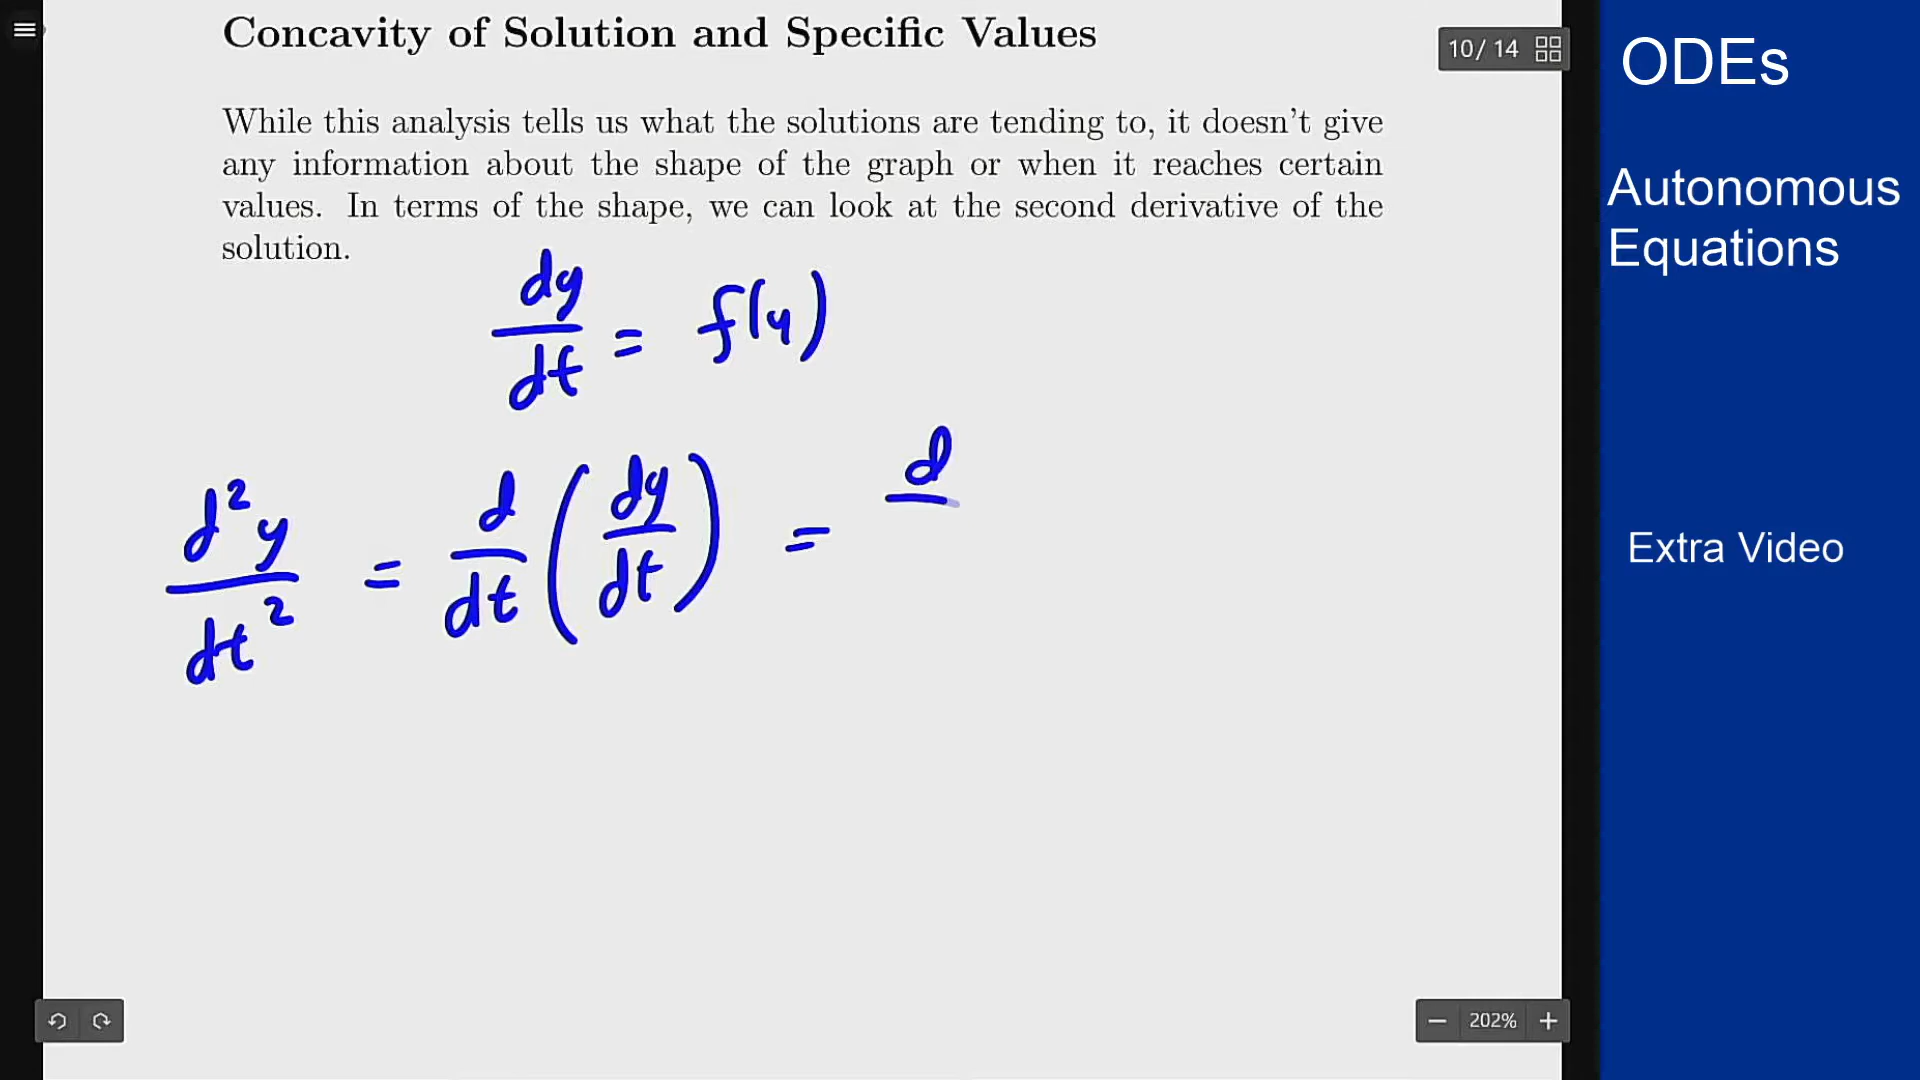 Concavity of Solution and Specific Values
10/ 14
While this analysis tells us what the solutions are tending to, it doesn't give
any information about the shape of the graph or when it reaches certain
values. In terms of the shape, we can look at the second derivative of the
solution.
dy/dt = f(y)
d²y/dt² = d/dt (dy/dt) = d
202%
ODEs
Autonomous
Equations
Extra Video